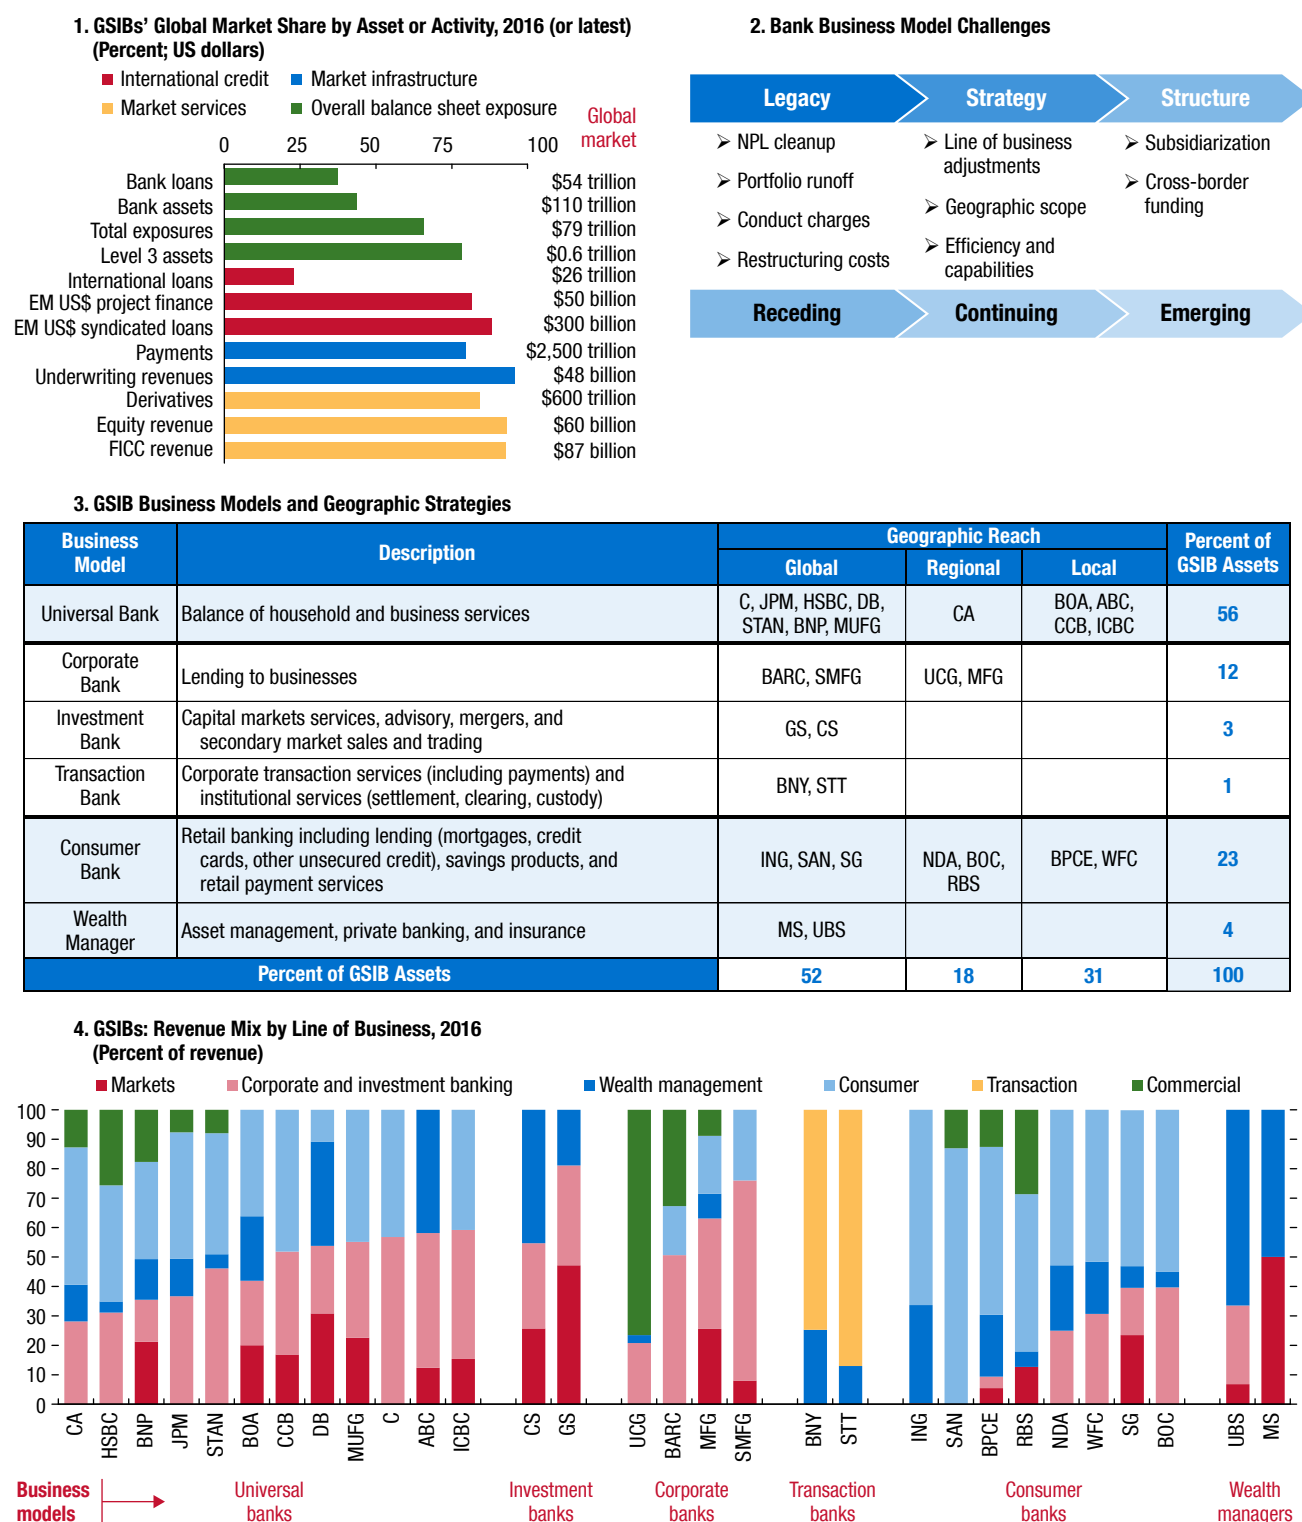 1. GSIBs' Global Market Share by Asset or Activity, 2016 (or latest)
(Percent; US dollars)
International credit
Market infrastructure
Market services
Overall balance sheet exposure
Global
market
0 25 50 75 100
Bank loans $54 trillion
Bank assets $110 trillion
Total exposures $79 trillion
Level 3 assets $0.6 trillion
International loans $26 trillion
EM US$ project finance $50 billion
EM US$ syndicated loans $300 billion
Payments $2,500 trillion
Underwriting revenues $48 billion
Derivatives $600 trillion
Equity revenue $60 billion
FICC revenue $87 billion
2. Bank Business Model Challenges
Legacy
Strategy
Structure
➤ NPL cleanup
➤ Portfolio runoff
➤ Conduct charges
➤ Restructuring costs
➤ Line of business
adjustments
➤ Geographic scope
➤ Efficiency and
capabilities
➤ Subsidiarization
➤ Cross-border
funding
Receding
Continuing
Emerging
3. GSIB Business Models and Geographic Strategies
Business
Model
Description
Geographic Reach
Global
Regional
Local
Percent of
GSIB Assets
Universal Bank
Balance of household and business services
C, JPM, HSBC, DB,
STAN, BNP, MUFG
CA
BOA, ABC,
CCB, ICBC
56
Corporate
Bank
Lending to businesses
BARC, SMFG
UCG, MFG
12
Investment
Bank
Capital markets services, advisory, mergers, and
secondary market sales and trading
GS, CS
3
Transaction
Bank
Corporate transaction services (including payments) and
institutional services (settlement, clearing, custody)
BNY, STT
1
Consumer
Bank
Retail banking including lending (mortgages, credit
cards, other unsecured credit), savings products, and
retail payment services
ING, SAN, SG
NDA, BOC,
RBS
BPCE, WFC
23
Wealth
Manager
Asset management, private banking, and insurance
MS, UBS
4
Percent of GSIB Assets
52
18
31
100
4. GSIBs: Revenue Mix by Line of Business, 2016
(Percent of revenue)
Markets
Corporate and investment banking
Wealth management
Consumer
Transaction
Commercial
100
90
80
70
60
50
40
30
20
10
0
CA
HSBC
BNP
JPM
STAN
BOA
CCB
DB
MUFG
C
ABC
ICBC
CS
GS
UCG
BARC
MFG
SMFG
BNY
STT
ING
SAN
BPCE
RBS
NDA
WFC
SG
BOC
UBS
MS
Business
models
Universal
banks
Investment
banks
Corporate
banks
Transaction
banks
Consumer
banks
Wealth
managers